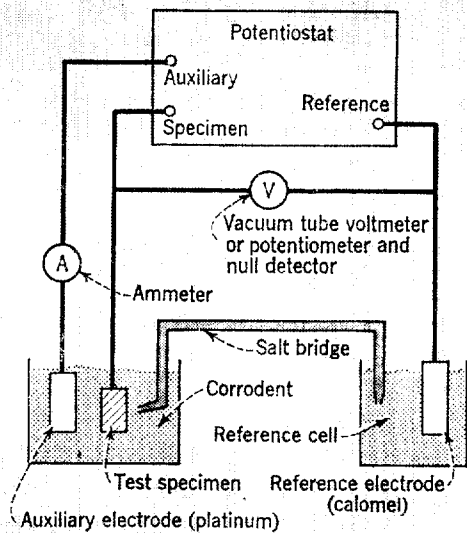 Potentiostat
Auxiliary
Reference
Specimen
V
Vacuum tube voltmeter
or potentiometer and
null detector
A
Ammeter
Salt bridge
Corrodent
Reference cell
Test specimen
Reference electrode
(calomel)
Auxiliary electrode (platinum)